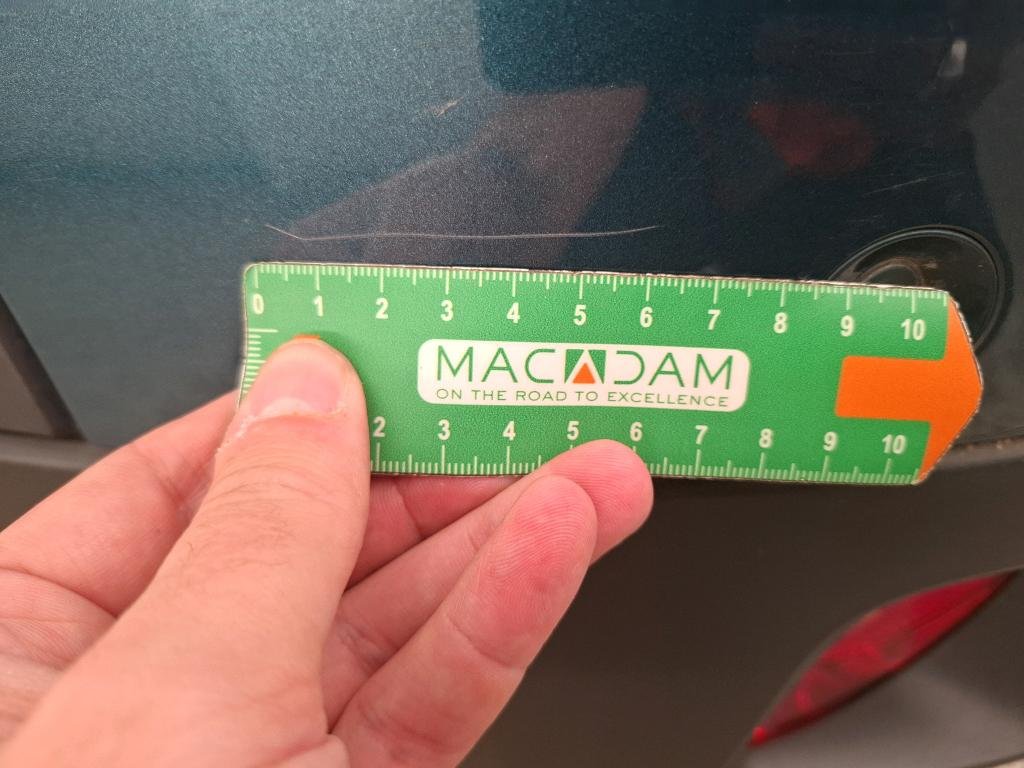 0 1 2 3 4 5 6 7 8 9 10
MACADAM
ON THE ROAD TO EXCELLENCE
2 3 4 5 6 7 8 9 10